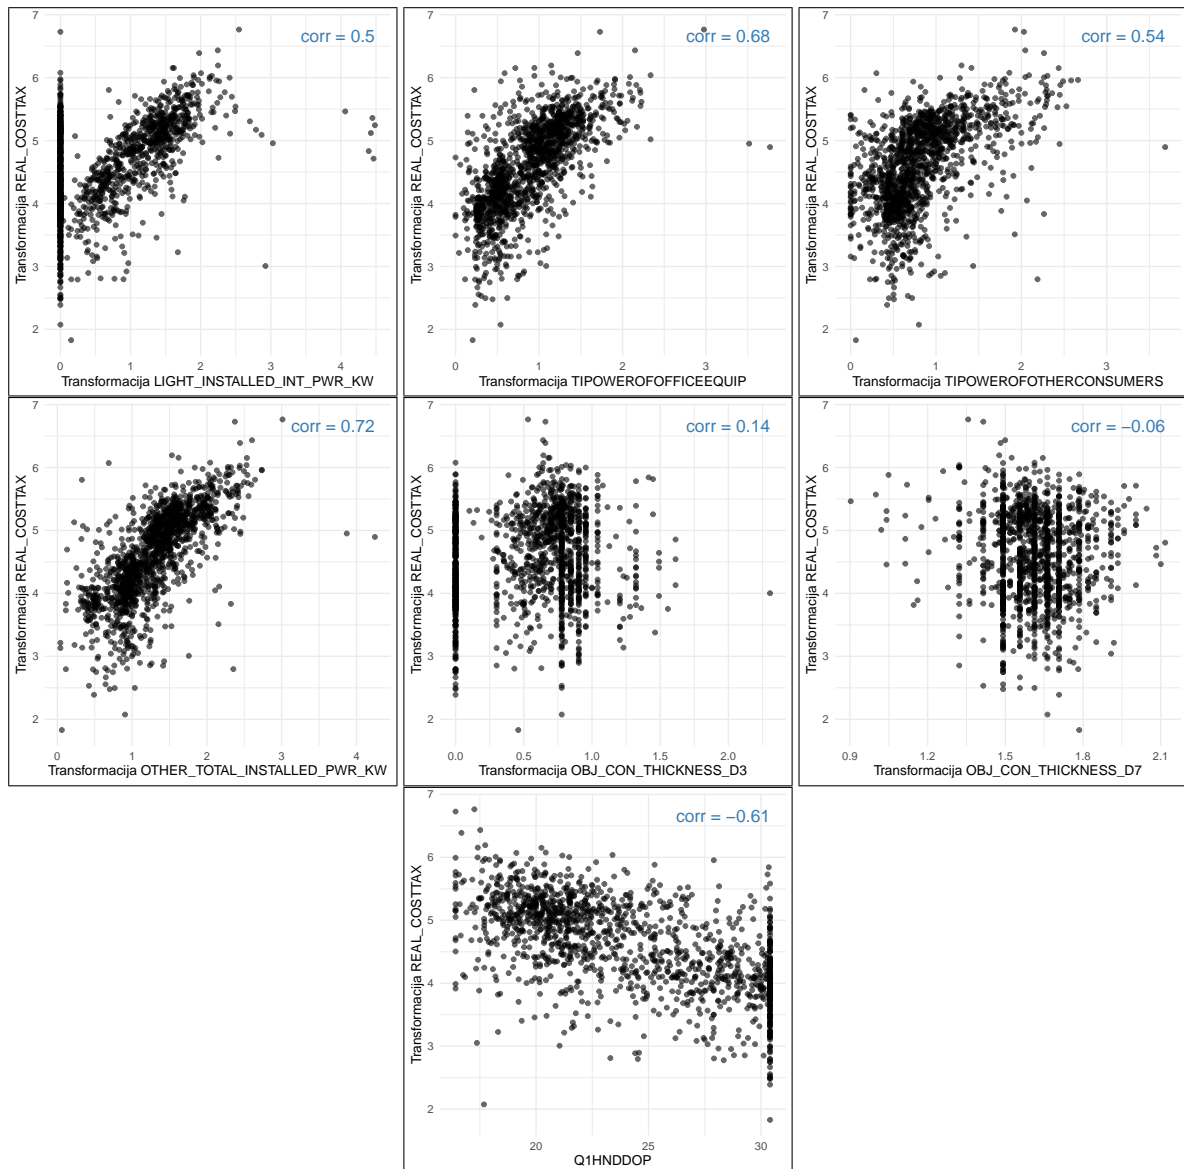 corr = 0.5
Transformacija REAL_COSTTAX
7
6
5
4
3
2
0 1 2 3 4
Transformacija LIGHT_INSTALLED_INT_PWR_KW
corr = 0.68
Transformacija REAL_COSTTAX
7
6
5
4
3
2
0 1 2 3
Transformacija TIPOWEROFOFFICEEQUIP
corr = 0.54
Transformacija REAL_COSTTAX
7
6
5
4
3
2
0 1 2 3
Transformacija TIPOWEROFOTHERCONSUMERS
corr = 0.72
Transformacija REAL_COSTTAX
7
6
5
4
3
2
0 1 2 3 4
Transformacija OTHER_TOTAL_INSTALLED_PWR_KW
corr = 0.14
Transformacija REAL_COSTTAX
7
6
5
4
3
2
0.0 0.5 1.0 1.5 2.0
Transformacija OBJ_CON_THICKNESS_D3
corr = −0.06
Transformacija REAL_COSTTAX
7
6
5
4
3
2
0.9 1.2 1.5 1.8 2.1
Transformacija OBJ_CON_THICKNESS_D7
corr = −0.61
Transformacija REAL_COSTTAX
7
6
5
4
3
2
20 25 30
Q1HNDDOP